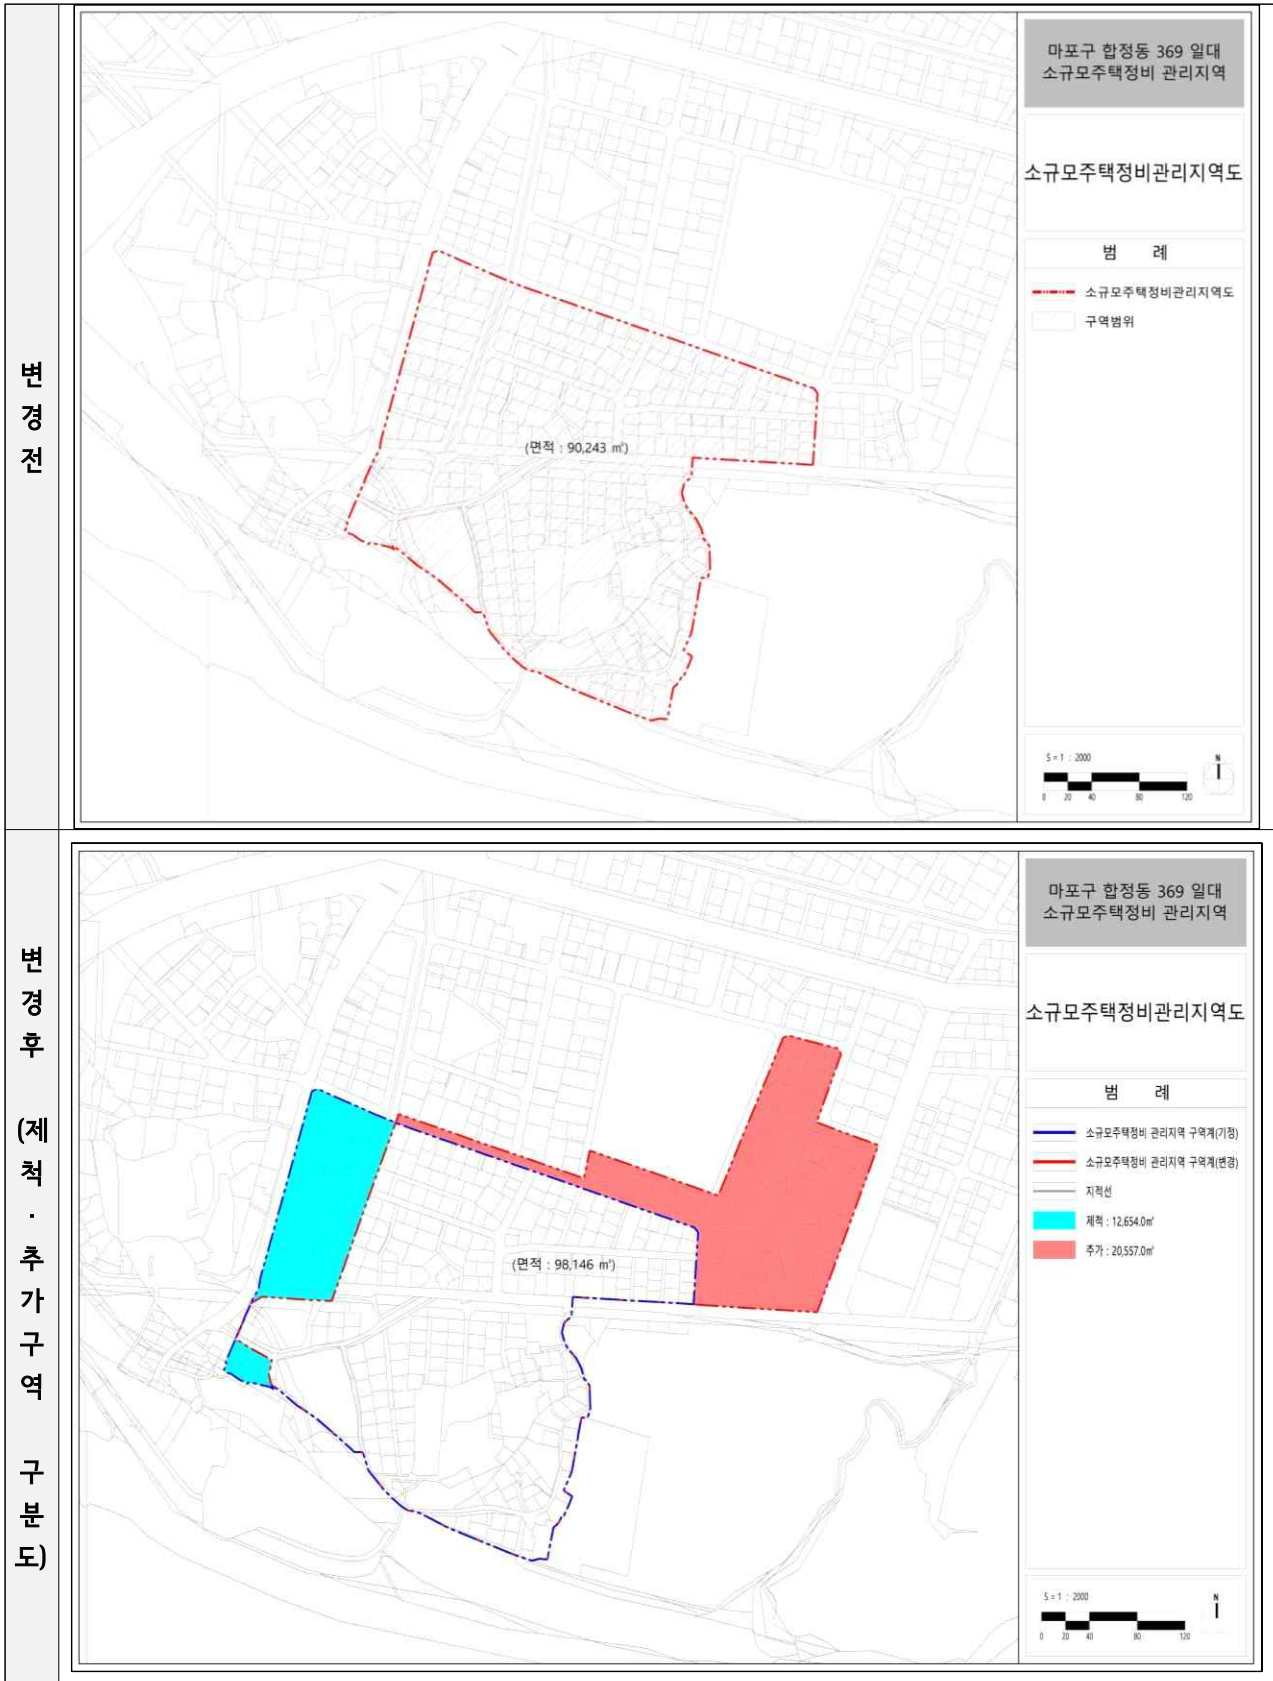 변
경
전
마포구 합정동 369 일대
소규모주택정비 관리지역
소규모주택정비관리지역도
범 례
소규모주택정비관리지역도
구역범위
(면적 : 90,243 ㎡)
S = 1 : 2000
N
0 20 40 80 120
변
경
후
(제
척
·
추
가
구
역
구
분
도)
마포구 합정동 369 일대
소규모주택정비 관리지역
소규모주택정비관리지역도
범 례
소규모주택정비 관리지역 구역계(기정)
소규모주택정비 관리지역 구역계(변경)
지적선
제척 : 12,654.0㎡
추가 : 20,557.0㎡
(면적 : 98,146 ㎡)
S = 1 : 2000
N
0 20 40 80 120